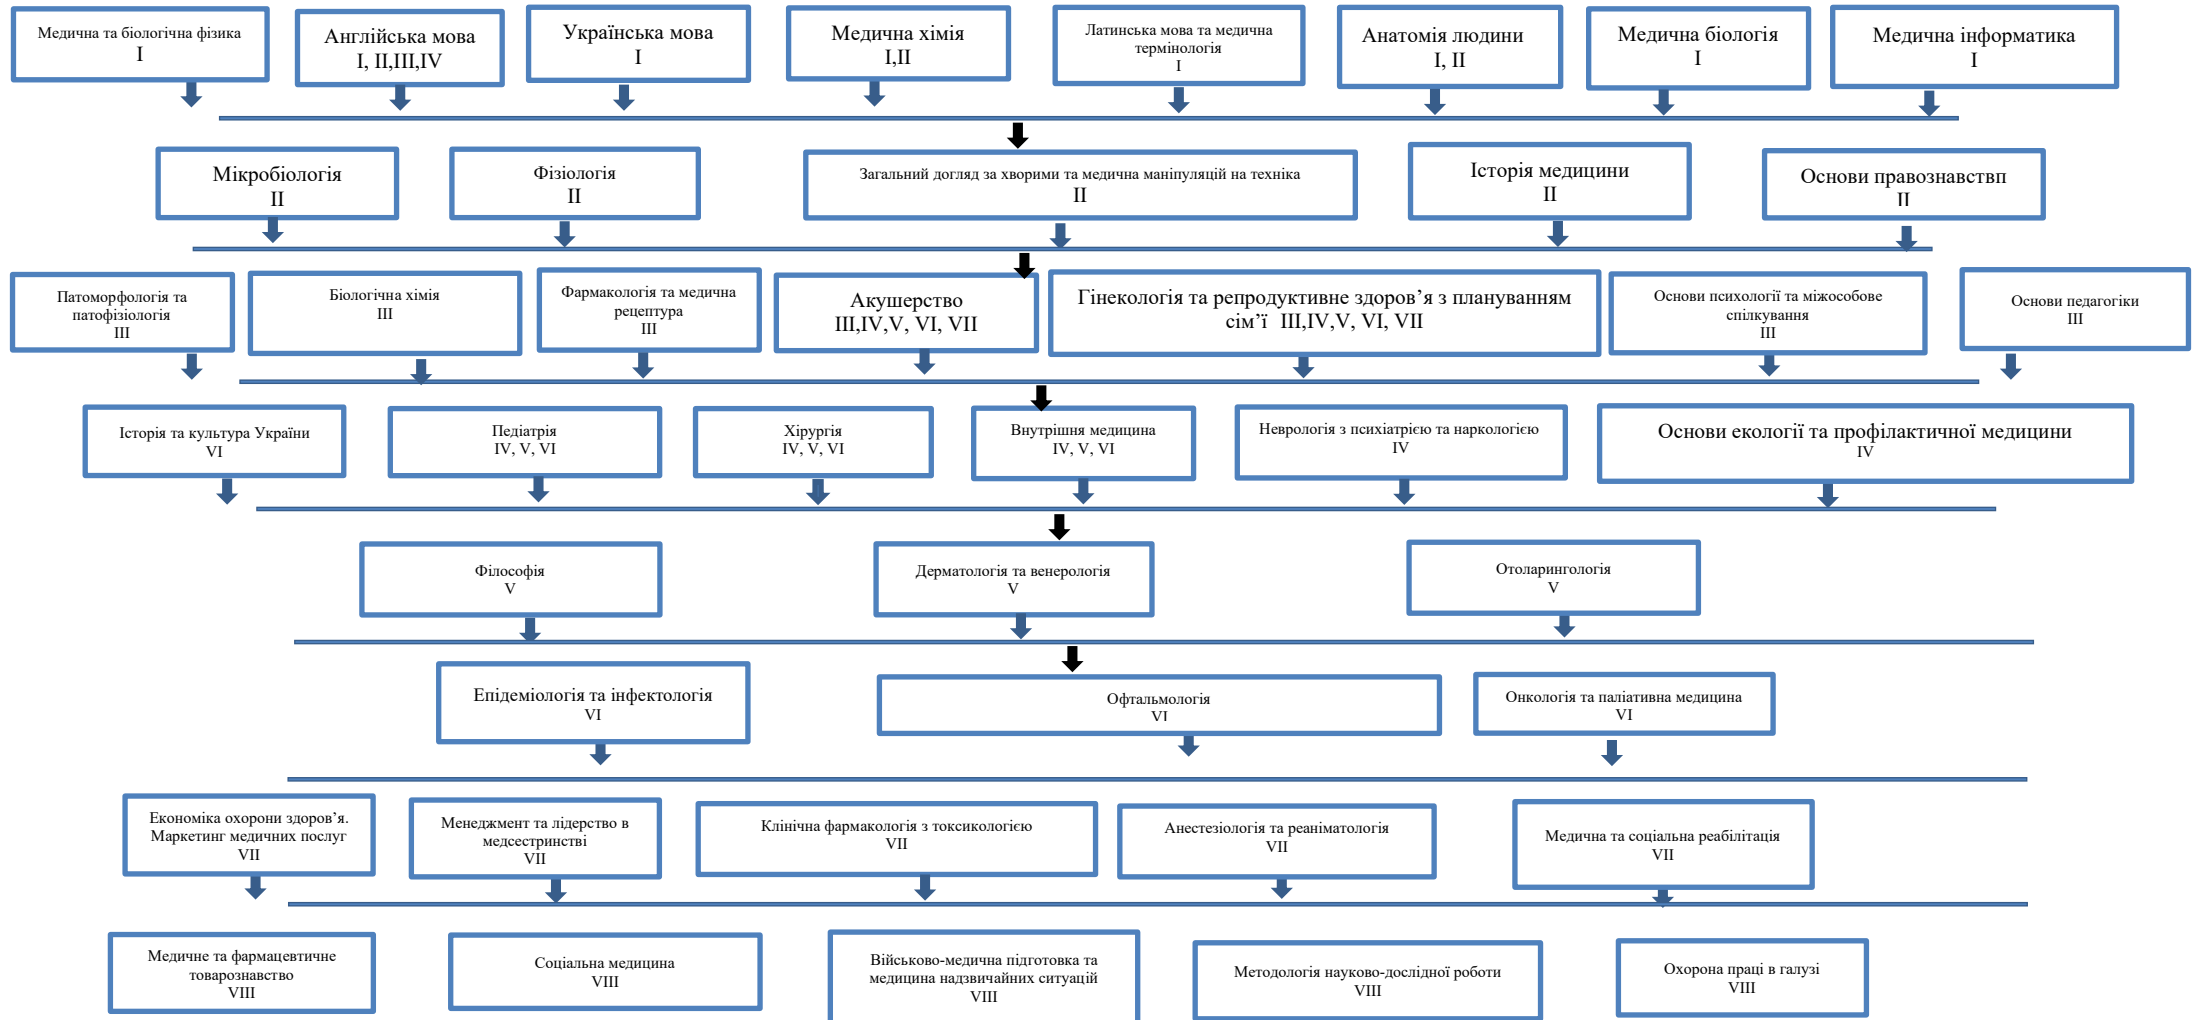 Медична та біологічна фізика
I
Англійська мова
I, II,III,IV
Українська мова
I
Медична хімія
I,II
Латинська мова та медична
термінологія
I
Анатомія людини
I, II
Медична біологія
I
Медична інформатика
I
Мікробіологія
II
Фізіологія
II
Загальний догляд за хворими та медична маніпуляцій на техніка
II
Історія медицини
II
Основи правознавствп
II
Патоморфологія та
патофізіологія
III
Біологічна хімія
III
Фармакологія та медична
рецептура
III
Акушерство
III,IV,V, VI, VII
Гінекологія та репродуктивне здоров’я з плануванням
сім’ї III,IV,V, VI, VII
Основи психології та міжособове
спілкування
III
Основи педагогіки
III
Історія та культура України
VI
Педіатрія
IV, V, VI
Хірургія
IV, V, VI
Внутрішня медицина
IV, V, VI
Неврологія з психіатрією та наркологією
IV
Основи екології та профілактичної медицини
IV
Філософія
V
Дерматологія та венерологія
V
Отоларингологія
V
Епідеміологія та інфектологія
VI
Офтальмологія
VI
Онкологія та паліативна медицина
VI
Економіка охорони здоров’я.
Маркетинг медичних послуг
VII
Менеджмент та лідерство в
медсестринстві
VII
Клінічна фармакологія з токсикологією
VII
Анестезіологія та реаніматологія
VII
Медична та соціальна реабілітація
VII
Медичне та фармацевтичне
товарознавство
VIII
Соціальна медицина
VIII
Військово-медична підготовка та
медицина надзвичайних ситуацій
VIII
Методологія науково-дослідної роботи
VIII
Охорона праці в галузі
VIII